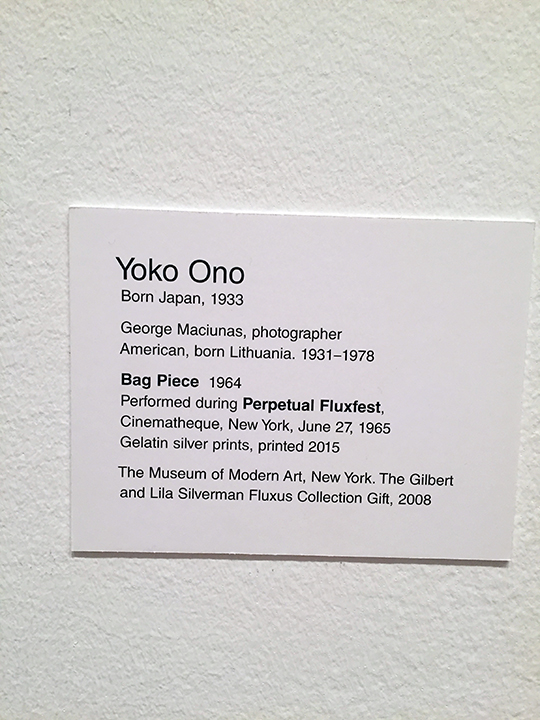 Yoko Ono
Born Japan, 1933
George Maciunas, photographer
American, born Lithuania. 1931–1978
Bag Piece 1964
Performed during Perpetual Fluxfest,
Cinematheque, New York, June 27, 1965
Gelatin silver prints, printed 2015
The Museum of Modern Art, New York. The Gilbert
and Lila Silverman Fluxus Collection Gift, 2008